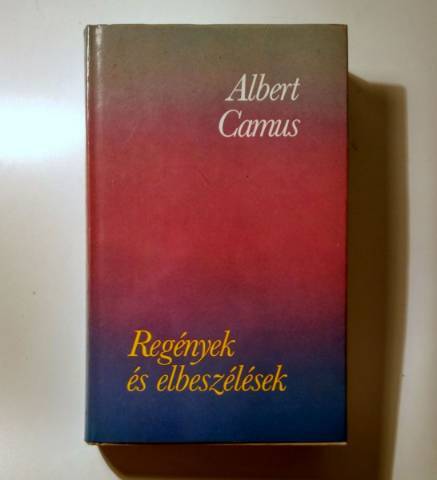 Albert
Camus
Regények
és elbeszélések